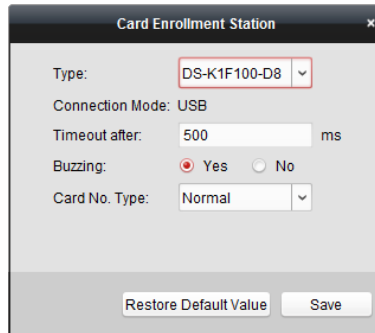 Card Enrollment Station ×
Type: DS-K1F100-D8
Connection Mode: USB
Timeout after: 500 ms
Buzzing: Yes No
Card No. Type: Normal
Restore Default Value Save